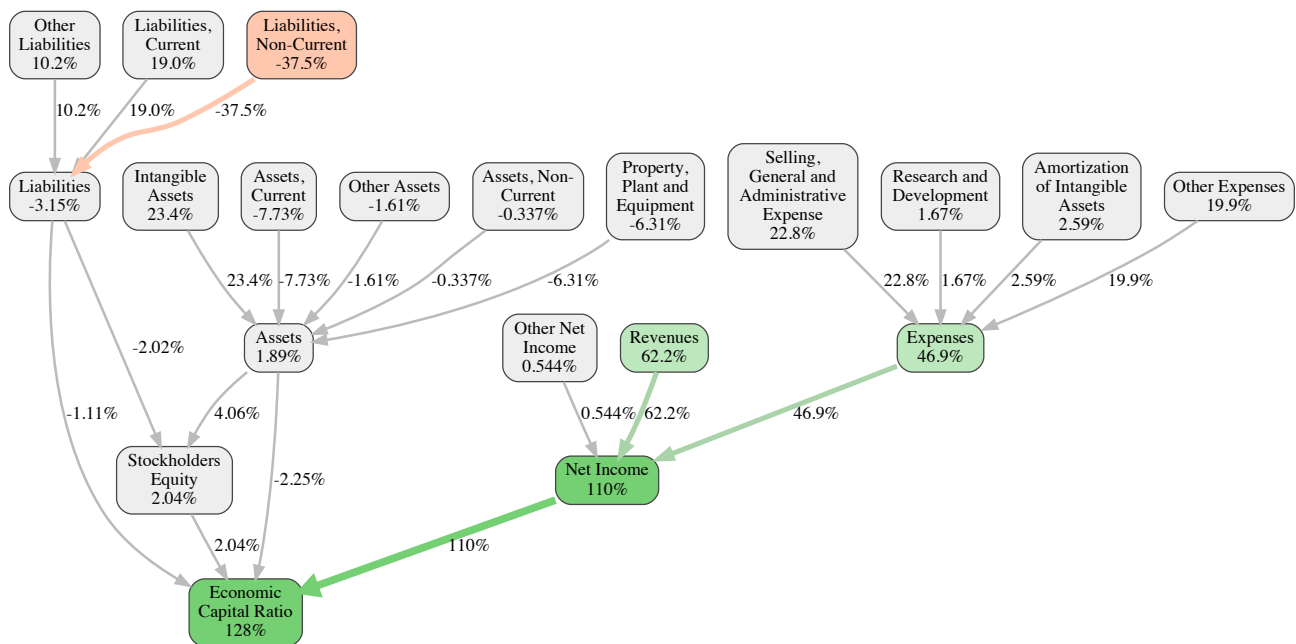 Other
Liabilities
10.2%
Liabilities,
Current
19.0%
Liabilities,
Non-Current
-37.5%
10.2%
19.0%
-37.5%
Liabilities
-3.15%
Intangible
Assets
23.4%
Assets,
Current
-7.73%
Other Assets
-1.61%
Assets, Non-
Current
-0.337%
Property,
Plant and
Equipment
-6.31%
Selling,
General and
Administrative
Expense
22.8%
Research and
Development
1.67%
Amortization
of Intangible
Assets
2.59%
Other Expenses
19.9%
23.4%
-7.73%
-1.61%
-0.337%
-6.31%
22.8%
1.67%
2.59%
19.9%
Assets
1.89%
Other Net
Income
0.544%
Revenues
62.2%
Expenses
46.9%
-2.02%
-1.11%
4.06%
0.544%
62.2%
46.9%
Stockholders
Equity
2.04%
-2.25%
Net Income
110%
2.04%
110%
Economic
Capital Ratio
128%